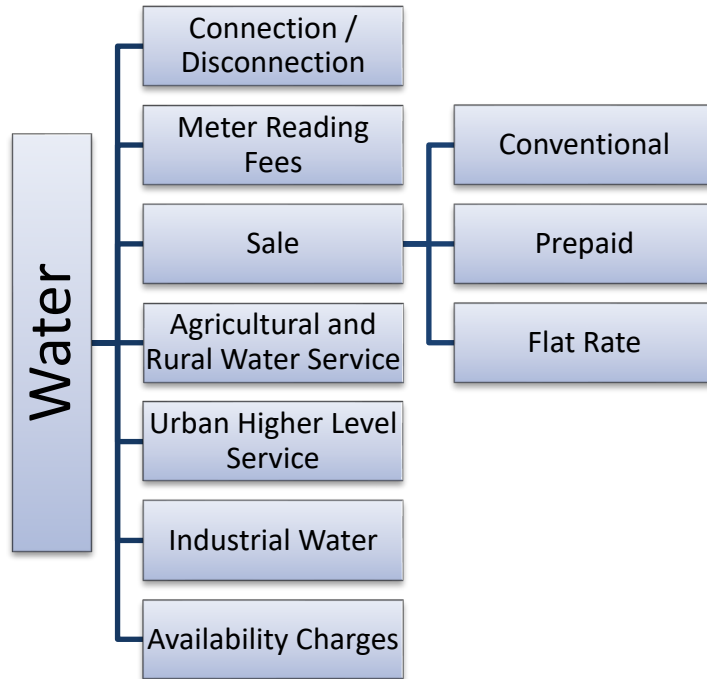 Water
Connection /
Disconnection
Meter Reading
Fees
Sale
Conventional
Prepaid
Flat Rate
Agricultural and
Rural Water Service
Urban Higher Level
Service
Industrial Water
Availability Charges